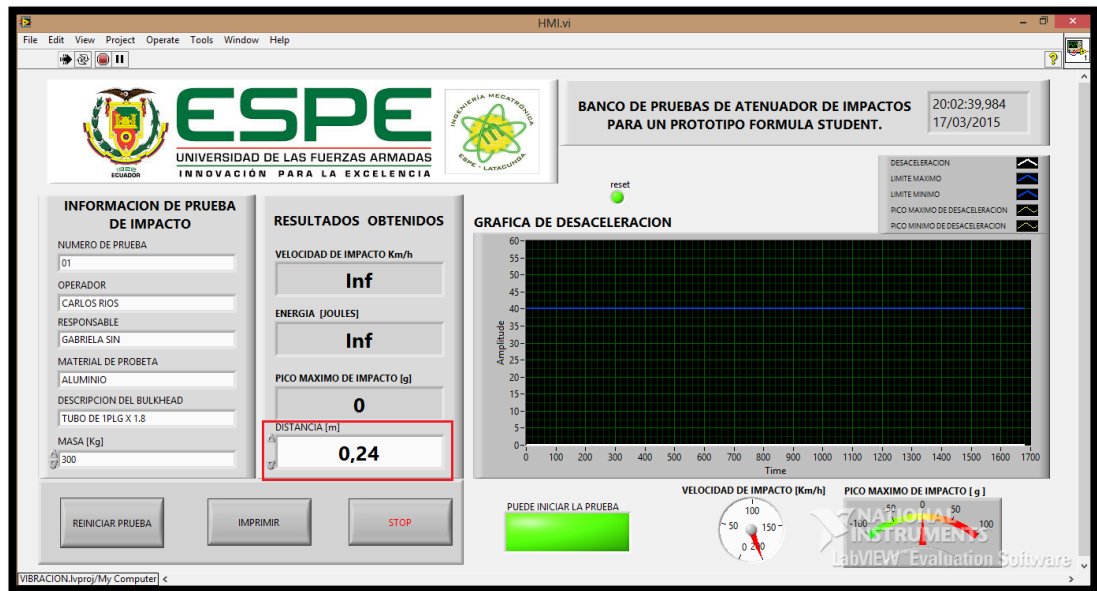 HMI.vi
File Edit View Project Operate Tools Window Help
ESPE
UNIVERSIDAD DE LAS FUERZAS ARMADAS
INNOVACIÓN PARA LA EXCELENCIA
ECUADOR
INGENIERÍA MECATRÓNICA
ESPE - LATACUNGA
BANCO DE PRUEBAS DE ATENUADOR DE IMPACTOS
PARA UN PROTOTIPO FORMULA STUDENT.
20:02:39,984
17/03/2015
DESACELERACION
LIMITE MAXIMO
LIMITE MINIMO
PICO MAXIMO DE DESACELERACION
PICO MINIMO DE DESACELERACION
reset
INFORMACION DE PRUEBA
DE IMPACTO
NUMERO DE PRUEBA
01
OPERADOR
CARLOS RIOS
RESPONSABLE
GABRIELA SIN
MATERIAL DE PROBETA
ALUMINIO
DESCRIPCION DEL BULKHEAD
TUBO DE 1PLG X 1.8
MASA [Kg]
300
RESULTADOS OBTENIDOS
VELOCIDAD DE IMPACTO Km/h
Inf
ENERGIA [JOULES]
Inf
PICO MAXIMO DE IMPACTO [g]
0
DISTANCIA [m]
0,24
GRAFICA DE DESACELERACION
60
55
50
45
40
35
30
25
20
15
10
5
0
Amplitude
0 100 200 300 400 500 600 700 800 900 1000 1100 1200 1300 1400 1500 1600 1700
Time
REINICIAR PRUEBA
IMPRIMIR
STOP
PUEDE INICIAR LA PRUEBA
VELOCIDAD DE IMPACTO [Km/h]
100
50 150
0 200
PICO MAXIMO DE IMPACTO [ g ]
-50 0 50
-100 100
NATIONAL
INSTRUMENTS
LabVIEW Evaluation Software
VIBRACION.lvproj/My Computer